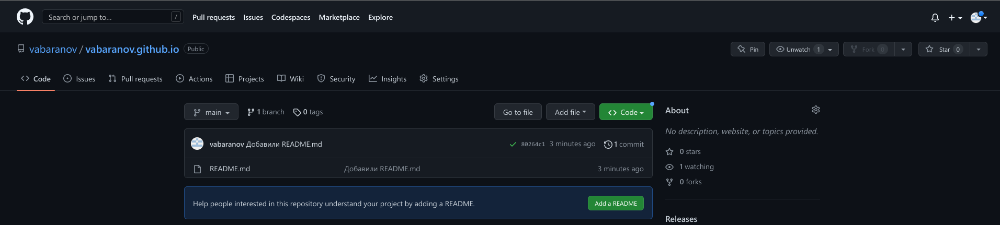 Search or jump to... /
Pull requests Issues Codespaces Marketplace Explore
vabaranov / vabaranov.github.io Public
Pin Unwatch 1 Fork 0 Star 0
Code Issues Pull requests Actions Projects Wiki Security Insights Settings
main 1 branch 0 tags
Go to file Add file Code
vabaranov Добавили README.md 80264c1 3 minutes ago 1 commit
README.md Добавили README.md 3 minutes ago
Help people interested in this repository understand your project by adding a README. Add a README
About
No description, website, or topics provided.
0 stars
1 watching
0 forks
Releases